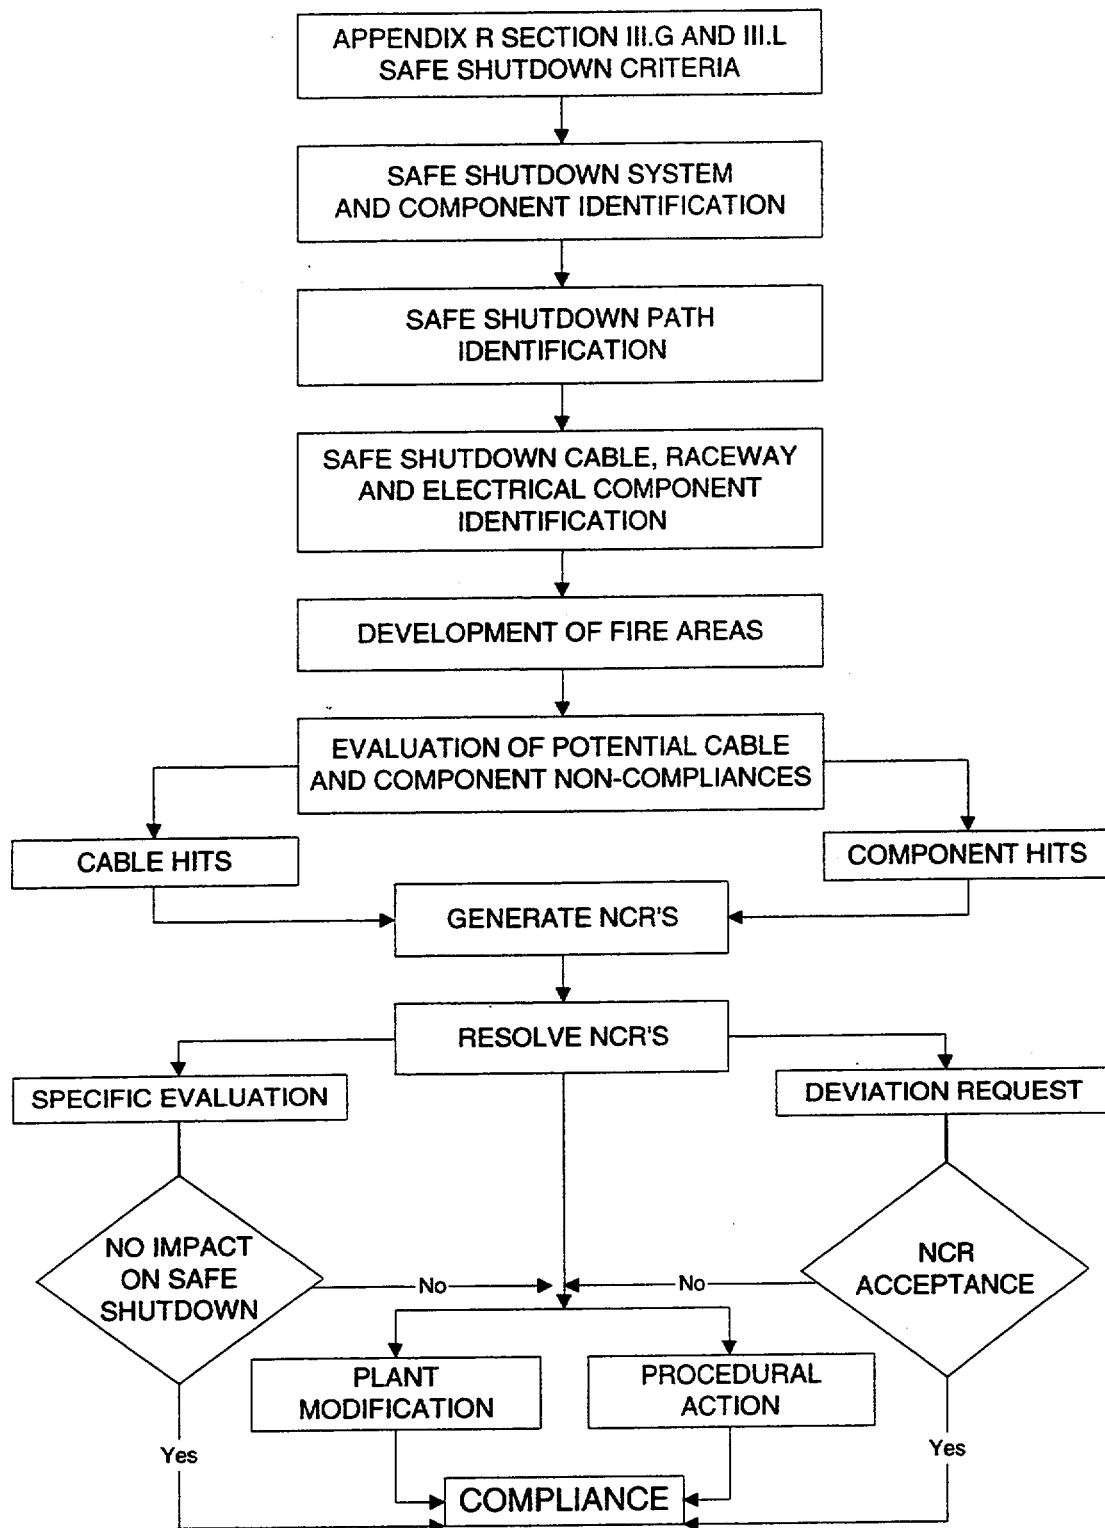 APPENDIX R SECTION III.G AND III.L
SAFE SHUTDOWN CRITERIA
SAFE SHUTDOWN SYSTEM
AND COMPONENT IDENTIFICATION
SAFE SHUTDOWN PATH
IDENTIFICATION
SAFE SHUTDOWN CABLE, RACEWAY
AND ELECTRICAL COMPONENT
IDENTIFICATION
DEVELOPMENT OF FIRE AREAS
EVALUATION OF POTENTIAL CABLE
AND COMPONENT NON-COMPLIANCES
CABLE HITS
COMPONENT HITS
GENERATE NCR'S
RESOLVE NCR'S
SPECIFIC EVALUATION
DEVIATION REQUEST
NO IMPACT
ON SAFE
SHUTDOWN
No
No
NCR
ACCEPTANCE
PLANT
MODIFICATION
PROCEDURAL
ACTION
Yes
Yes
COMPLIANCE